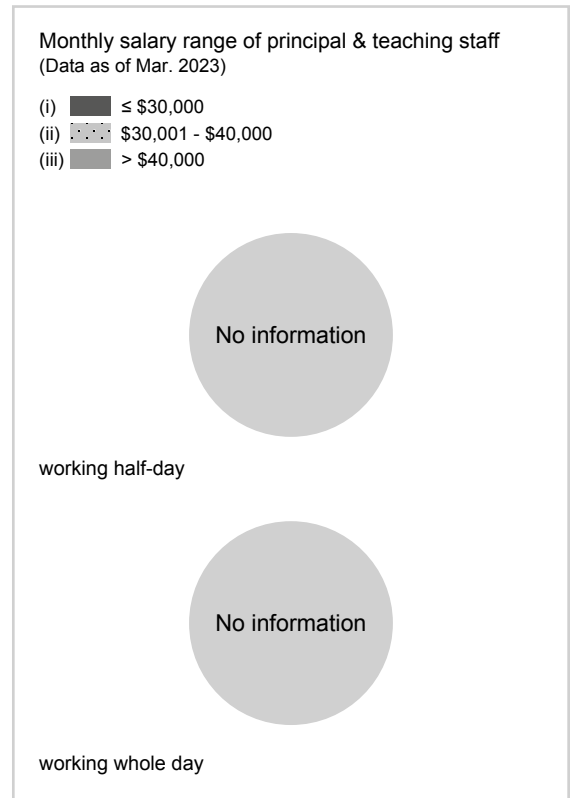 Monthly salary range of principal & teaching staff
(Data as of Mar. 2023)
(i) ≤ $30,000
(ii) $30,001 - $40,000
(iii) > $40,000
No information
working half-day
No information
working whole day